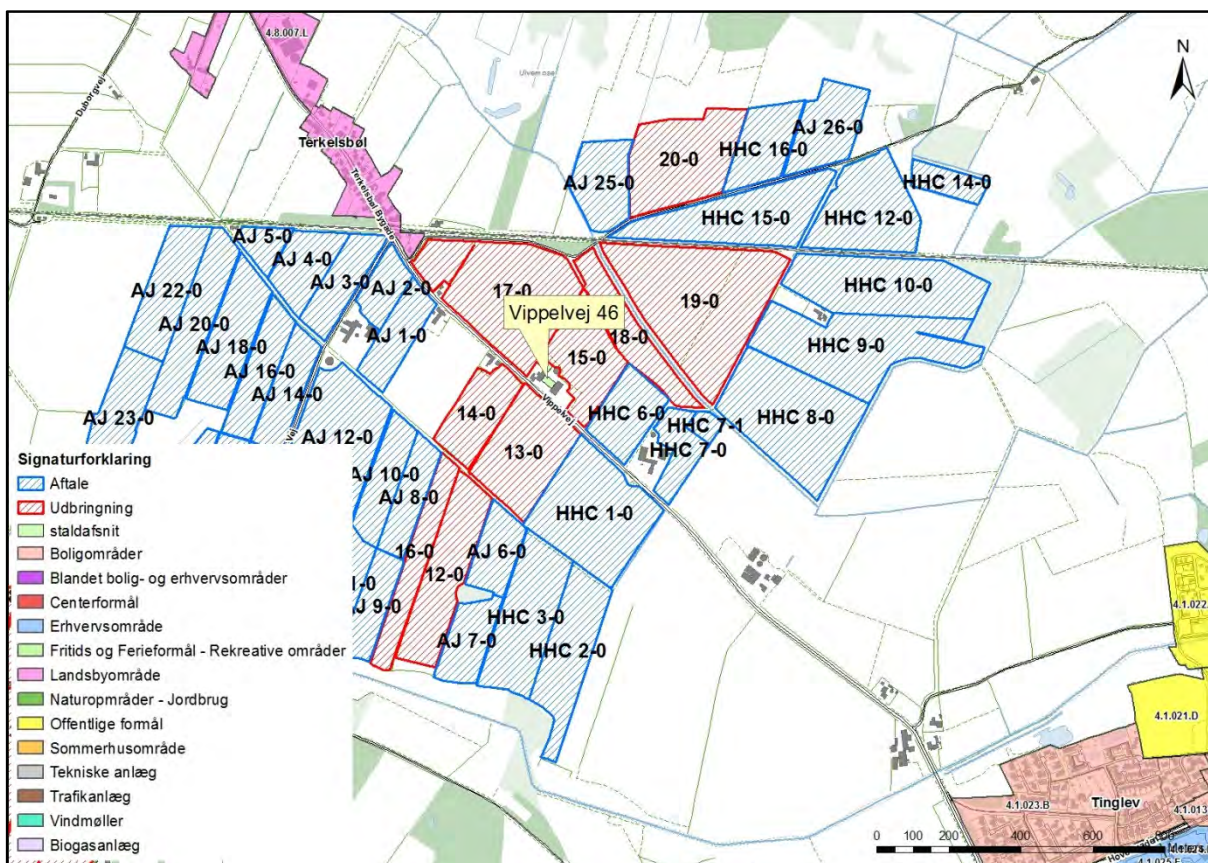 4.8.007.L
N
Ulvemose
Duborgvej
Terkelsbøl
Terkelsbøl Bygade
AJ 26-0
HHC 16-0
20-0
AJ 25-0
HHC 14-0
HHC 15-0
HHC 12-0
AJ 5-0
AJ 4-0
AJ 3-0
AJ 2-0
AJ 22-0
17-0
19-0
HHC 10-0
AJ 20-0
Vippelvej 46
AJ 1-0
18-0
AJ 18-0
15-0
HHC 9-0
AJ 16-0
AJ 14-0
14-0
Vippelvej
HHC 6-0
HHC 7-1
HHC 8-0
AJ 23-0
AJ 12-0
13-0
HHC 7-0
AJ 10-0
AJ 8-0
HHC 1-0
16-0
AJ 6-0
12-0
AJ 9-0
HHC 3-0
AJ 7-0
HHC 2-0
Signaturforklaring
Aftale
Udbringning
staldafsnit
Boligområder
Blandet bolig- og erhvervsområder
Centerformål
Erhvervsområde
Fritids og Ferieformål - Rekreative områder
Landsbyområde
Naturopmråder - Jordbrug
Offentlige formål
Sommerhusområde
Tekniske anlæg
Trafikanlæg
Vindmøller
Biogasanlæg
4.1.022.
4.1.021.D
4.1.023.B
Tinglev
4.1.013
0 100 200 400 600 800
Meters